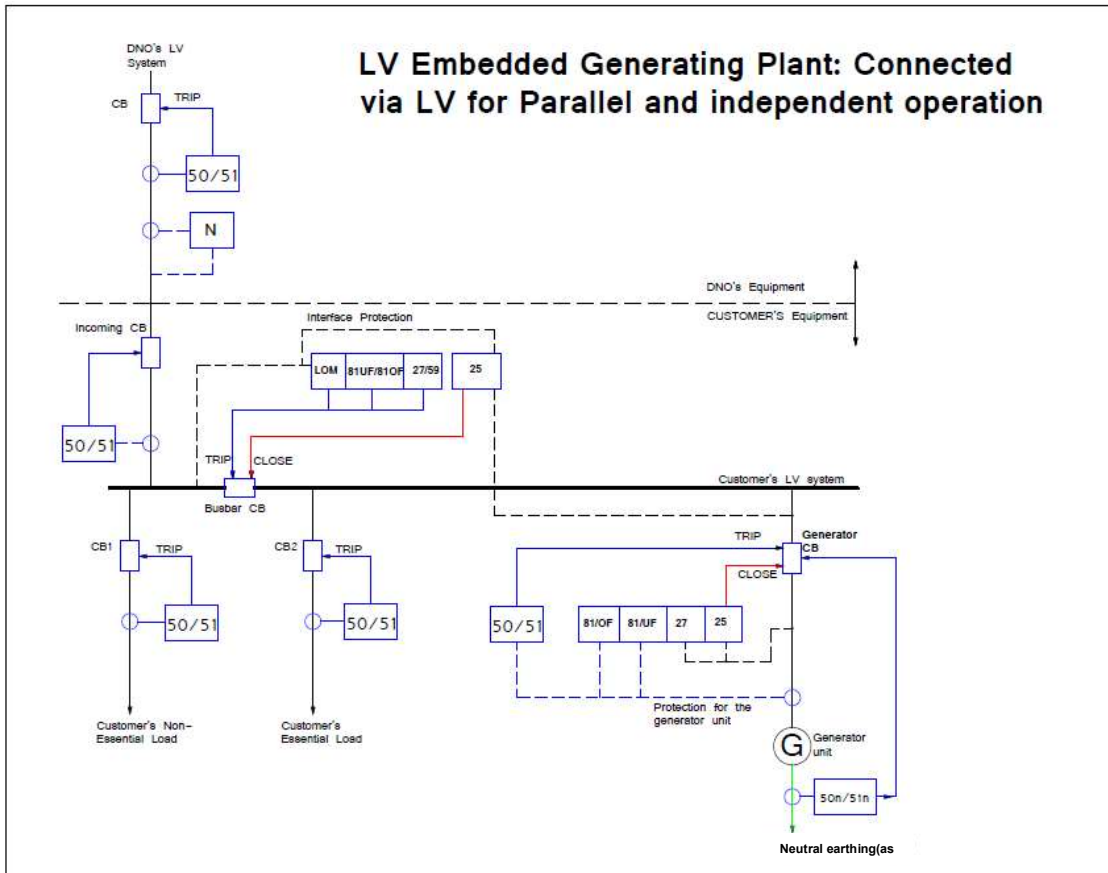 LV Embedded Generating Plant: Connected
via LV for Parallel and independent operation
DNO's LV
System
CB
TRIP
50/51
N
DNO's Equipment
CUSTOMER'S Equipment
Incoming CB
Interface Protection
LOM 81UF/81OF 27/59 25
50/51
TRIP CLOSE
Customer's LV system
Busbar CB
CB1 TRIP
CB2 TRIP
TRIP
Generator
CB
CLOSE
50/51
50/51
50/51
81/OF 81/UF 27 25
Protection for the
generator unit
Customer's Non-
Essential Load
Customer's
Essential Load
G
Generator
unit
50n/51n
Neutral earthing(as